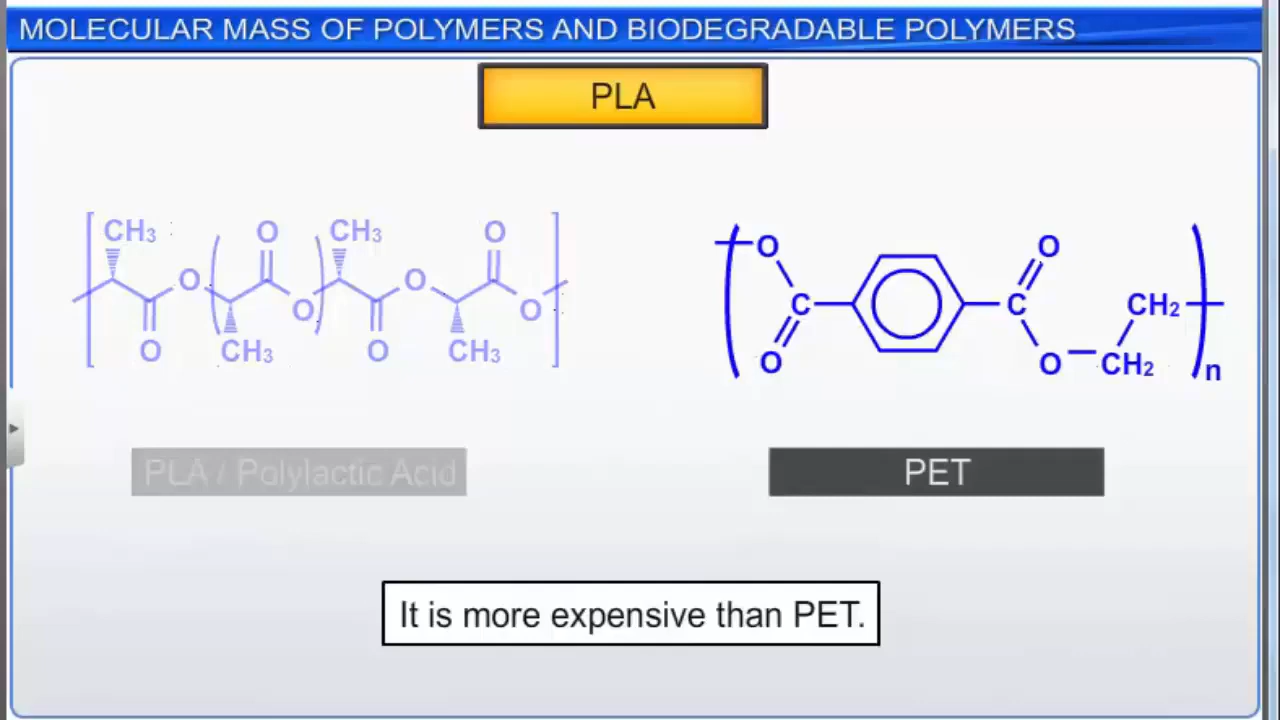 MOLECULAR MASS OF POLYMERS AND BIODEGRADABLE POLYMERS
PLA
CH3 O CH3 O
O O O O
O CH3 O CH3
O O
C C CH2
O O CH2 n
PLA / Polylactic Acid
PET
It is more expensive than PET.